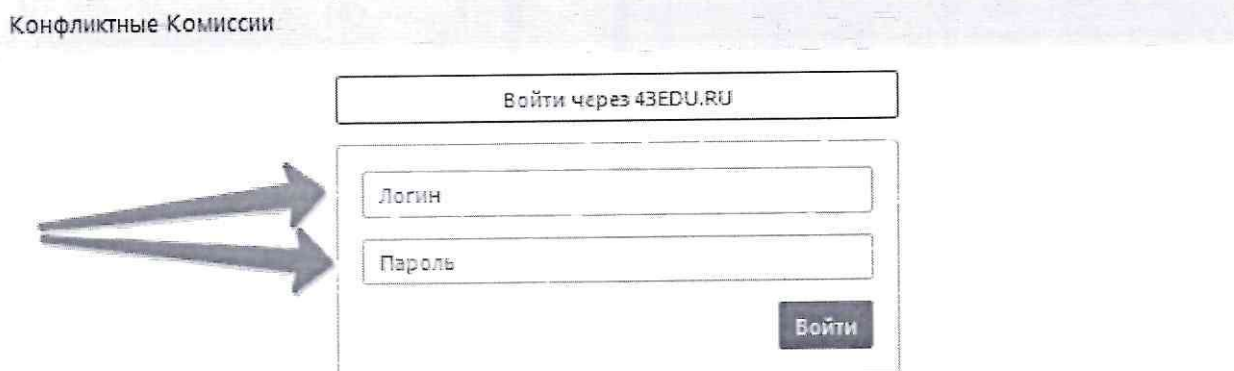 Конфликтные Комиссии
Войти через 43EDU.RU
Логин
Пароль
Войти